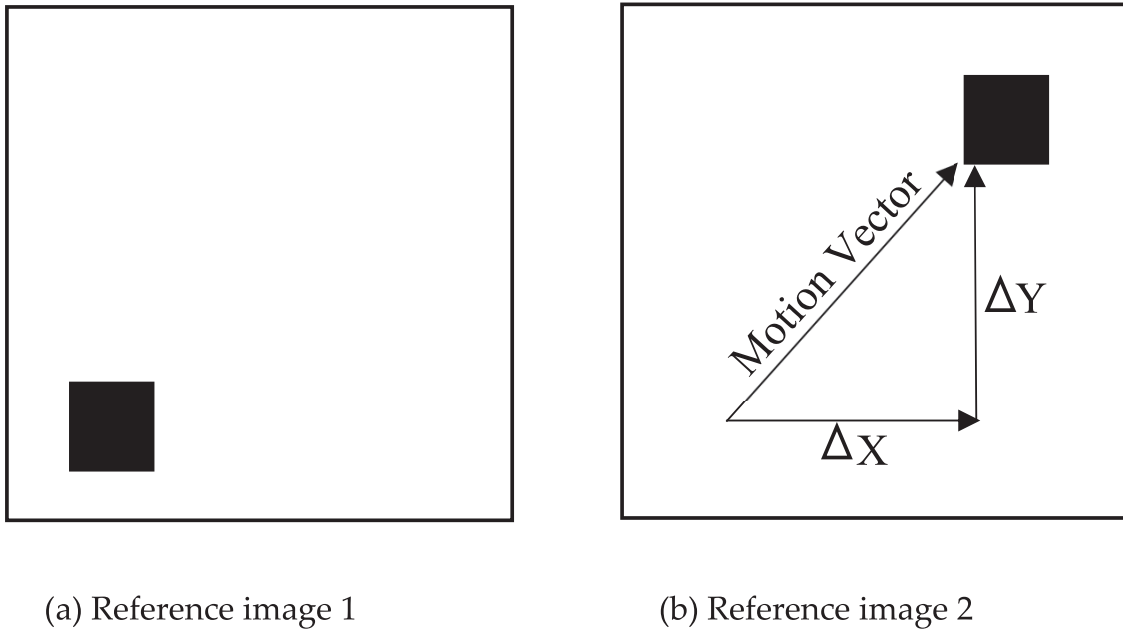 Motion Vector
ΔY
ΔX
(a) Reference image 1
(b) Reference image 2